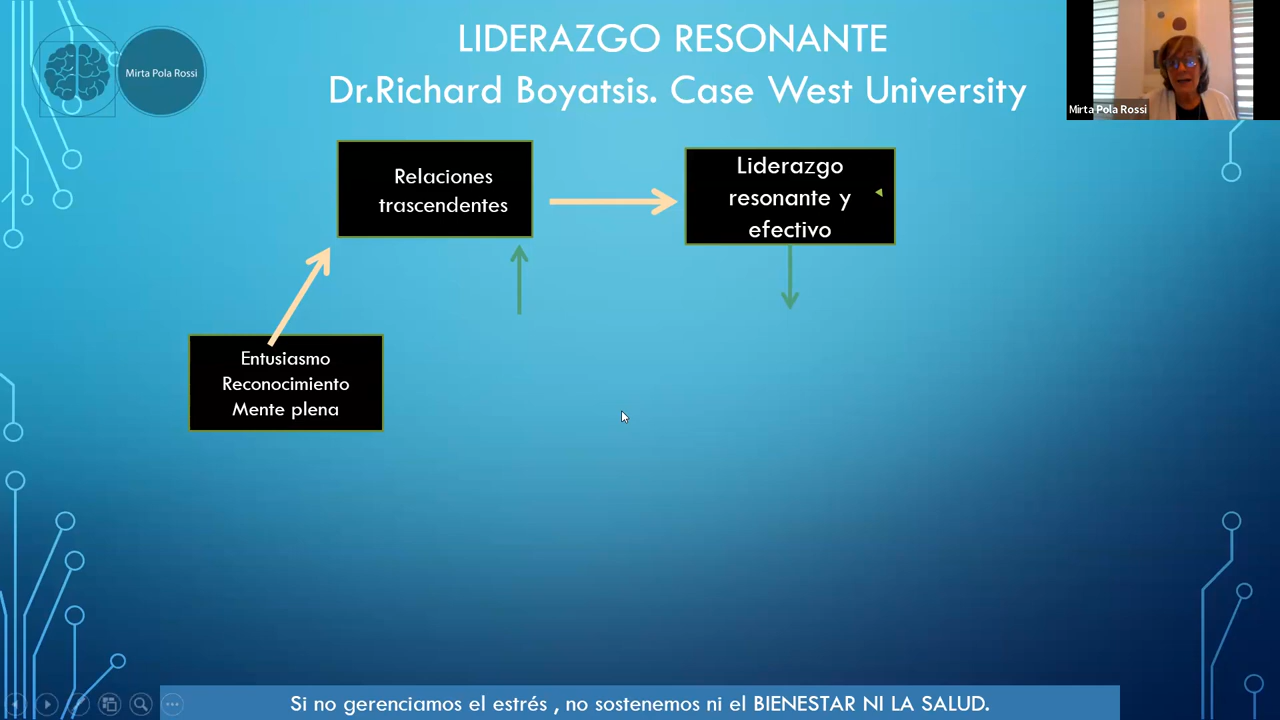 LIDERAZGO RESONANTE
Dr.Richard Boyatsis. Case West University
Mirta Pola Rossi
Mirta Pola Rossi
Relaciones
trascendentes
Liderazgo
resonante y
efectivo
Entusiasmo
Reconocimiento
Mente plena
Si no gerenciamos el estrés , no sostenemos ni el BIENESTAR NI LA SALUD.